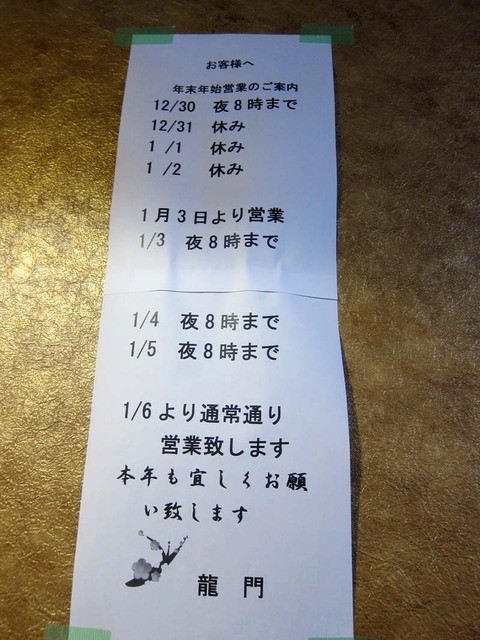 お客様へ
年末年始営業のご案内
12/30 夜8時まで
12/31 休み
1/1 休み
1/2 休み
1月3日より営業
1/3 夜8時まで
1/4 夜8時まで
1/5 夜8時まで
1/6より通常通り
営業致します
本年も宜しくお願
い致します
龍門